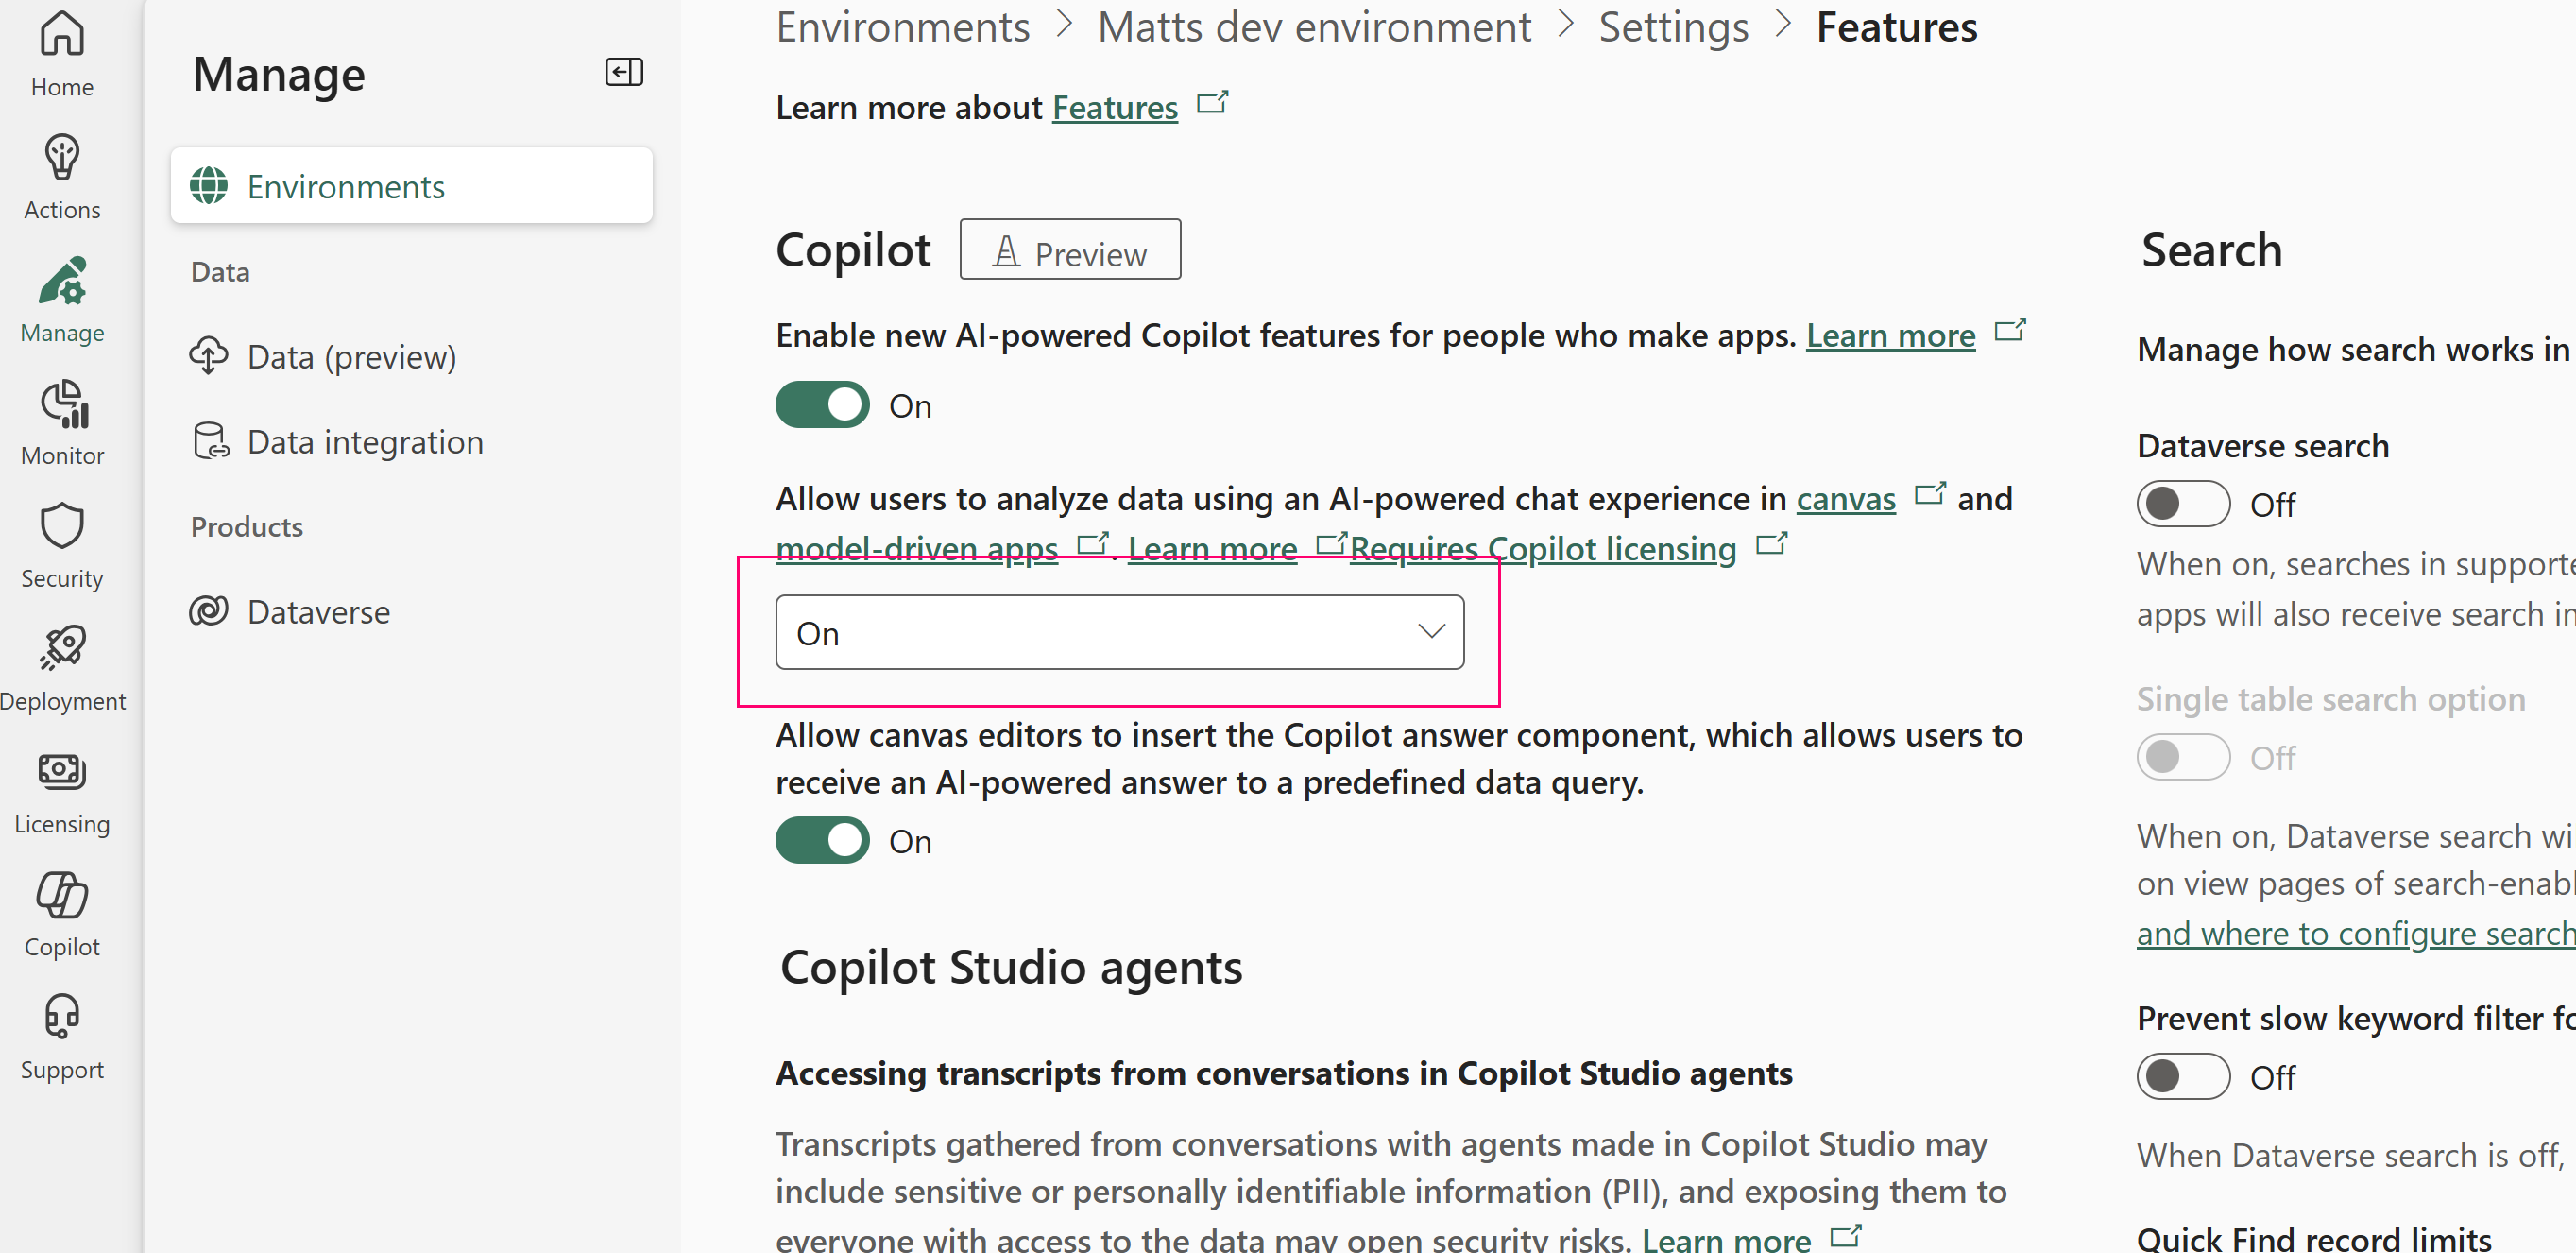 Home
Actions
Manage
Monitor
Security
Deployment
Licensing
Copilot
Support
Manage
Environments
Data
Data (preview)
Data integration
Products
Dataverse
Environments > Matts dev environment > Settings > Features
Learn more about Features
Copilot Preview
Enable new AI-powered Copilot features for people who make apps. Learn more
On
Allow users to analyze data using an AI-powered chat experience in canvas and
model-driven apps . Learn more Requires Copilot licensing
On
Allow canvas editors to insert the Copilot answer component, which allows users to
receive an AI-powered answer to a predefined data query.
On
Copilot Studio agents
Accessing transcripts from conversations in Copilot Studio agents
Transcripts gathered from conversations with agents made in Copilot Studio may
include sensitive or personally identifiable information (PII), and exposing them to
everyone with access to the data may open security risks. Learn more
Search
Manage how search works in
Dataverse search
Off
When on, searches in supporte
apps will also receive search in
Single table search option
Off
When on, Dataverse search wi
on view pages of search-enabl
and where to configure search
Prevent slow keyword filter fo
Off
When Dataverse search is off,
Quick Find record limits